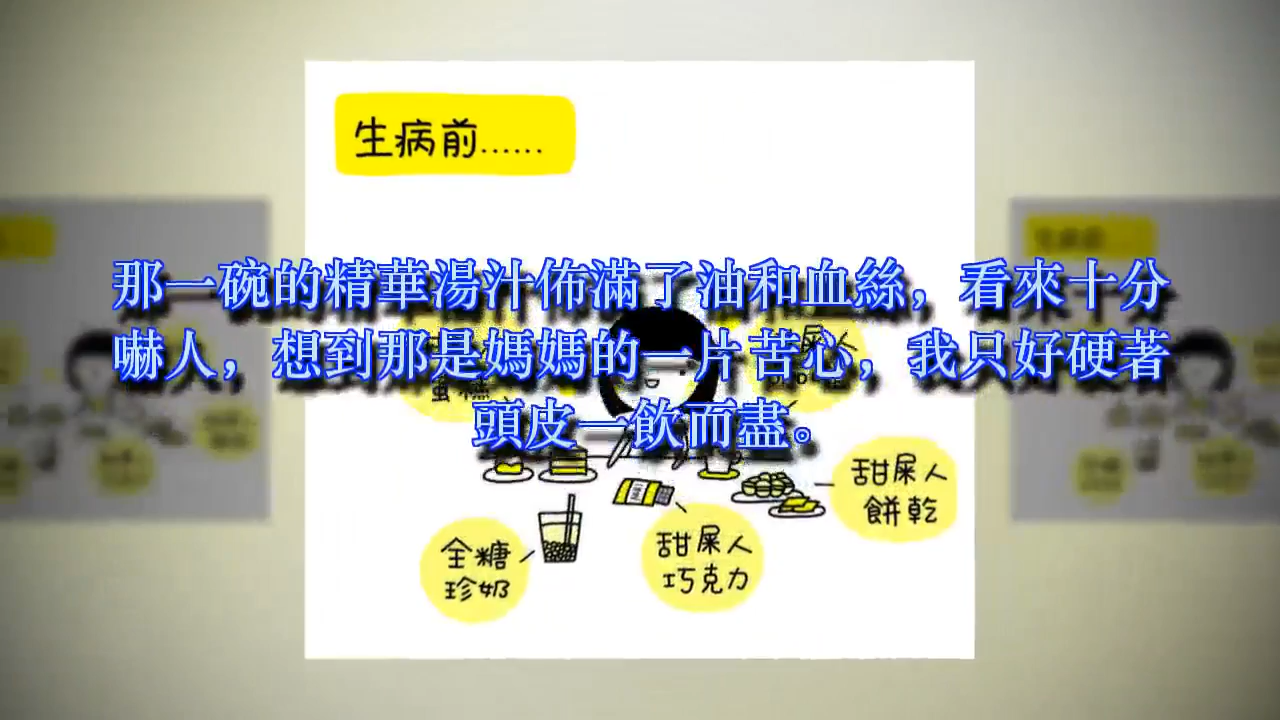 生病前......
那一碗的精華湯汁佈滿了油和血絲，看來十分
嚇人，想到那是媽媽的一片苦心，我只好硬著
頭皮一飲而盡。
甜屎人
餅乾
全糖
珍奶
甜屎人
巧克力